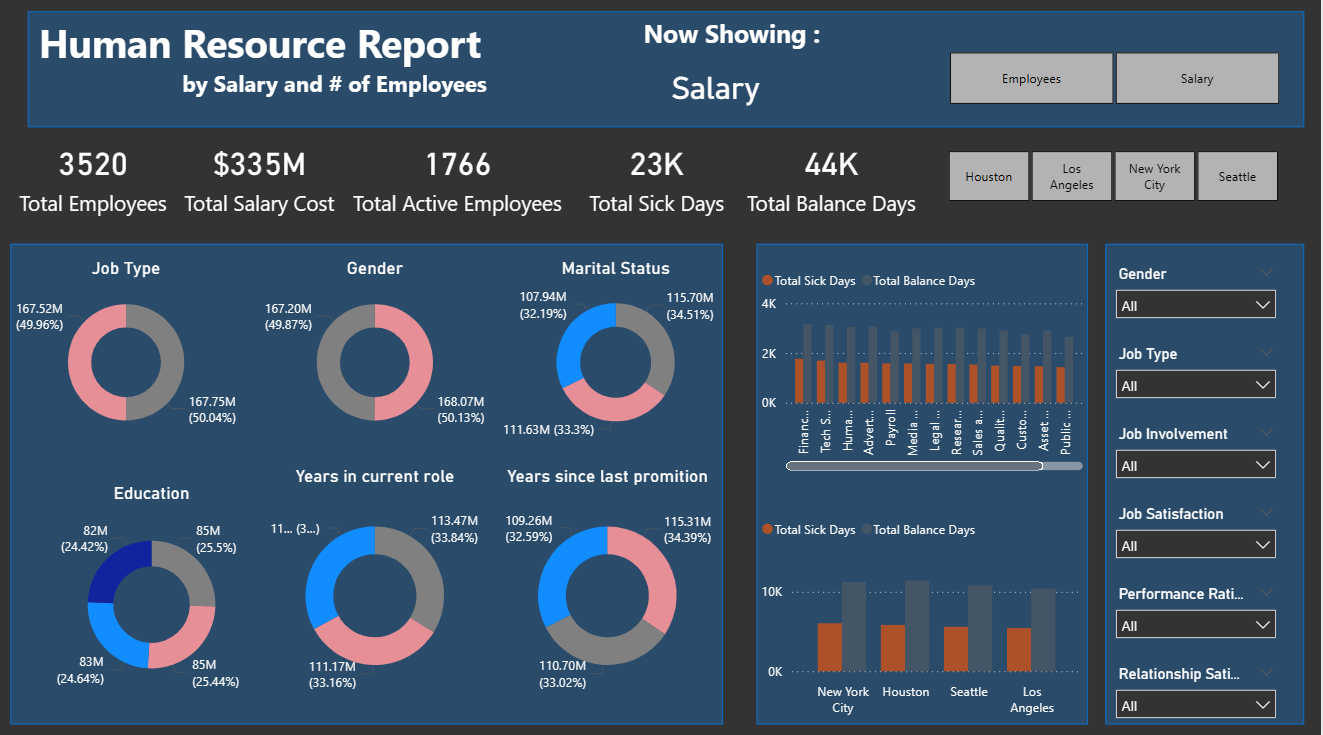 Human Resource Report
by Salary and # of Employees
Now Showing :
Salary
Employees
Salary
3520
Total Employees
$335M
Total Salary Cost
1766
Total Active Employees
23K
Total Sick Days
44K
Total Balance Days
Houston
Los
Angeles
New York
City
Seattle
Job Type
167.52M
(49.96%)
167.75M
(50.04%)
Gender
167.20M
(49.87%)
168.07M
(50.13%)
Marital Status
107.94M
(32.19%)
115.70M
(34.51%)
111.63M (33.3%)
Education
82M
(24.42%)
85M
(25.5%)
83M
(24.64%)
85M
(25.44%)
Years in current role
11... (3...)
113.47M
(33.84%)
111.17M
(33.16%)
Years since last promition
109.26M
(32.59%)
115.31M
(34.39%)
110.70M
(33.02%)
Total Sick Days Total Balance Days
4K
2K
0K
Financ...
Tech S...
Huma...
Advert...
Payroll
Media ...
Legal ...
Resear...
Sales a...
Qualit...
Custo...
Asset ...
Public ...
Total Sick Days Total Balance Days
10K
0K
New York
City
Houston
Seattle
Los
Angeles
Gender
All
Job Type
All
Job Involvement
All
Job Satisfaction
All
Performance Rati...
All
Relationship Sati...
All